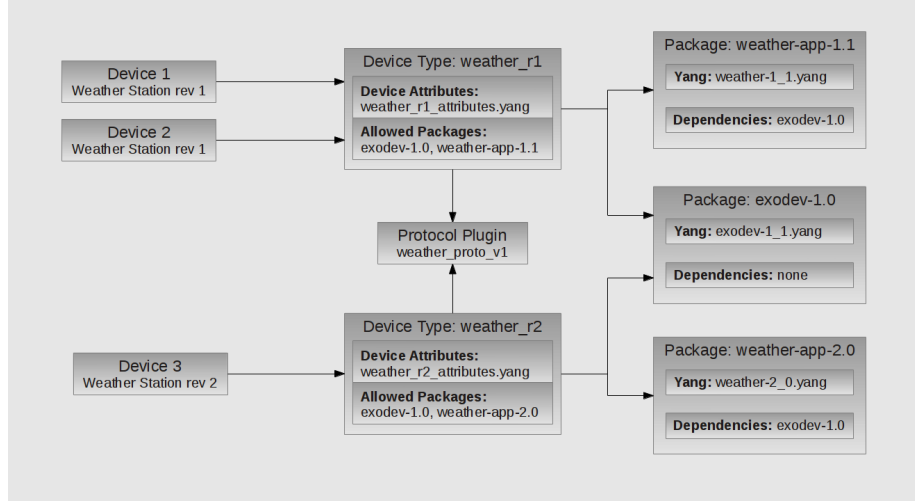 Device 1
Weather Station rev 1
Device 2
Weather Station rev 1
Device Type: weather_r1
Device Attributes:
weather_r1_attributes.yang
Allowed Packages:
exodev-1.0, weather-app-1.1
Package: weather-app-1.1
Yang: weather-1_1.yang
Dependencies: exodev-1.0
Protocol Plugin
weather_proto_v1
Package: exodev-1.0
Yang: exodev-1_1.yang
Dependencies: none
Device 3
Weather Station rev 2
Device Type: weather_r2
Device Attributes:
weather_r2_attributes.yang
Allowed Packages:
exodev-1.0, weather-app-2.0
Package: weather-app-2.0
Yang: weather-2_0.yang
Dependencies: exodev-1.0